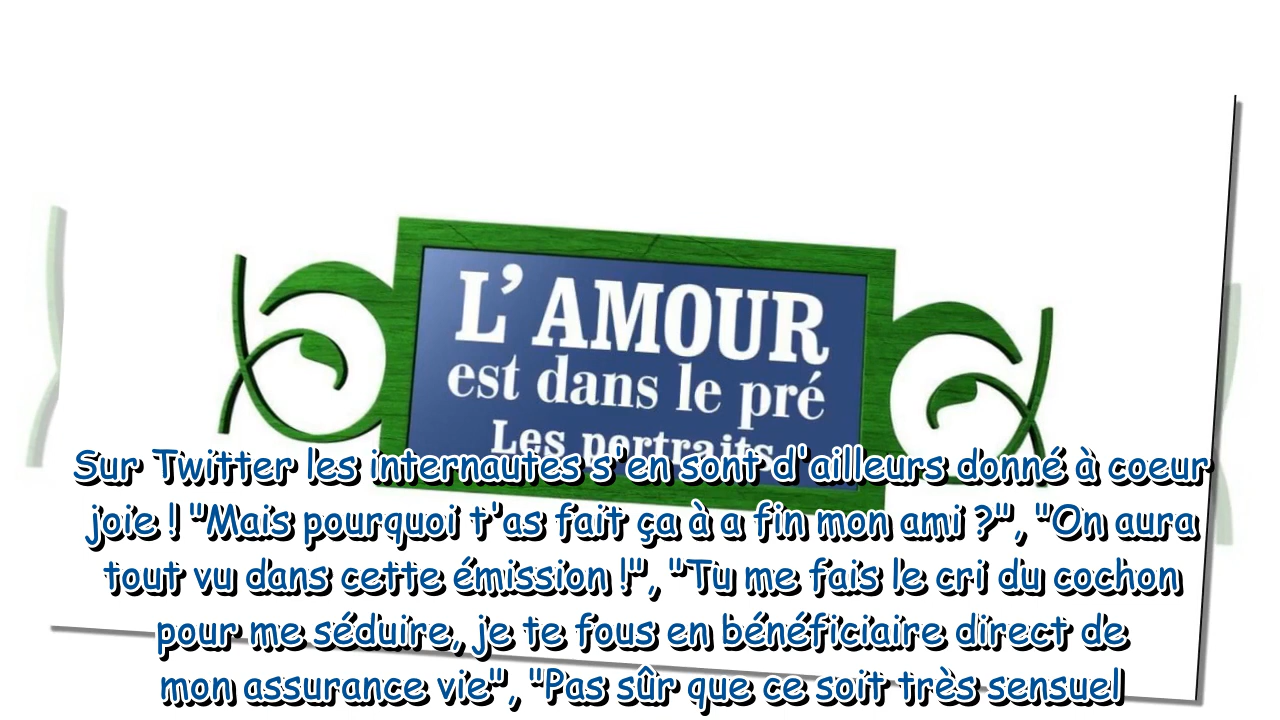 L'AMOUR
est dans le pré
Les portraits
Sur Twitter les internautes s'en sont d'ailleurs donné à coeur
joie ! "Mais pourquoi t'as fait ça à a fin mon ami ?", "On aura
tout vu dans cette émission !", "Tu me fais le cri du cochon
pour me séduire, je te fous en bénéficiaire direct de
mon assurance vie", "Pas sûr que ce soit très sensuel